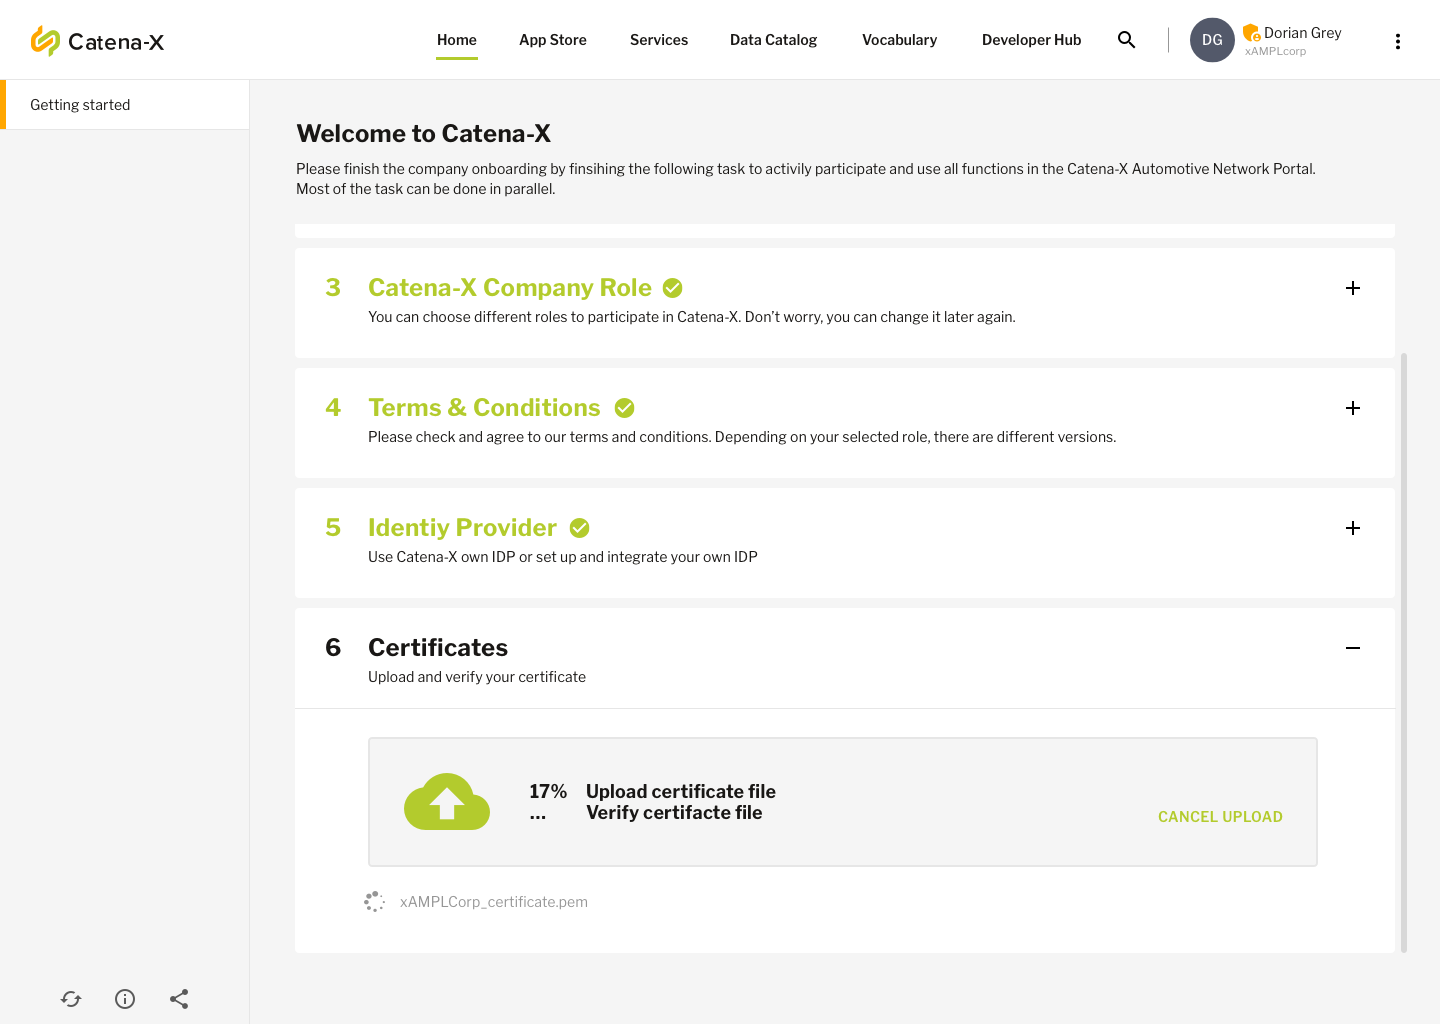 Catena-X
Home
App Store
Services
Data Catalog
Vocabulary
Developer Hub
DG
Dorian Grey
xAMPLcorp
Getting started
Welcome to Catena-X
Please finish the company onboarding by finsihing the following task to activily participate and use all functions in the Catena-X Automotive Network Portal.
Most of the task can be done in parallel.
3 Catena-X Company Role
You can choose different roles to participate in Catena-X. Don’t worry, you can change it later again.
4 Terms & Conditions
Please check and agree to our terms and conditions. Depending on your selected role, there are different versions.
5 Identiy Provider
Use Catena-X own IDP or set up and integrate your own IDP
6 Certificates
Upload and verify your certificate
17% Upload certificate file
... Verify certifacte file
CANCEL UPLOAD
xAMPLCorp_certificate.pem